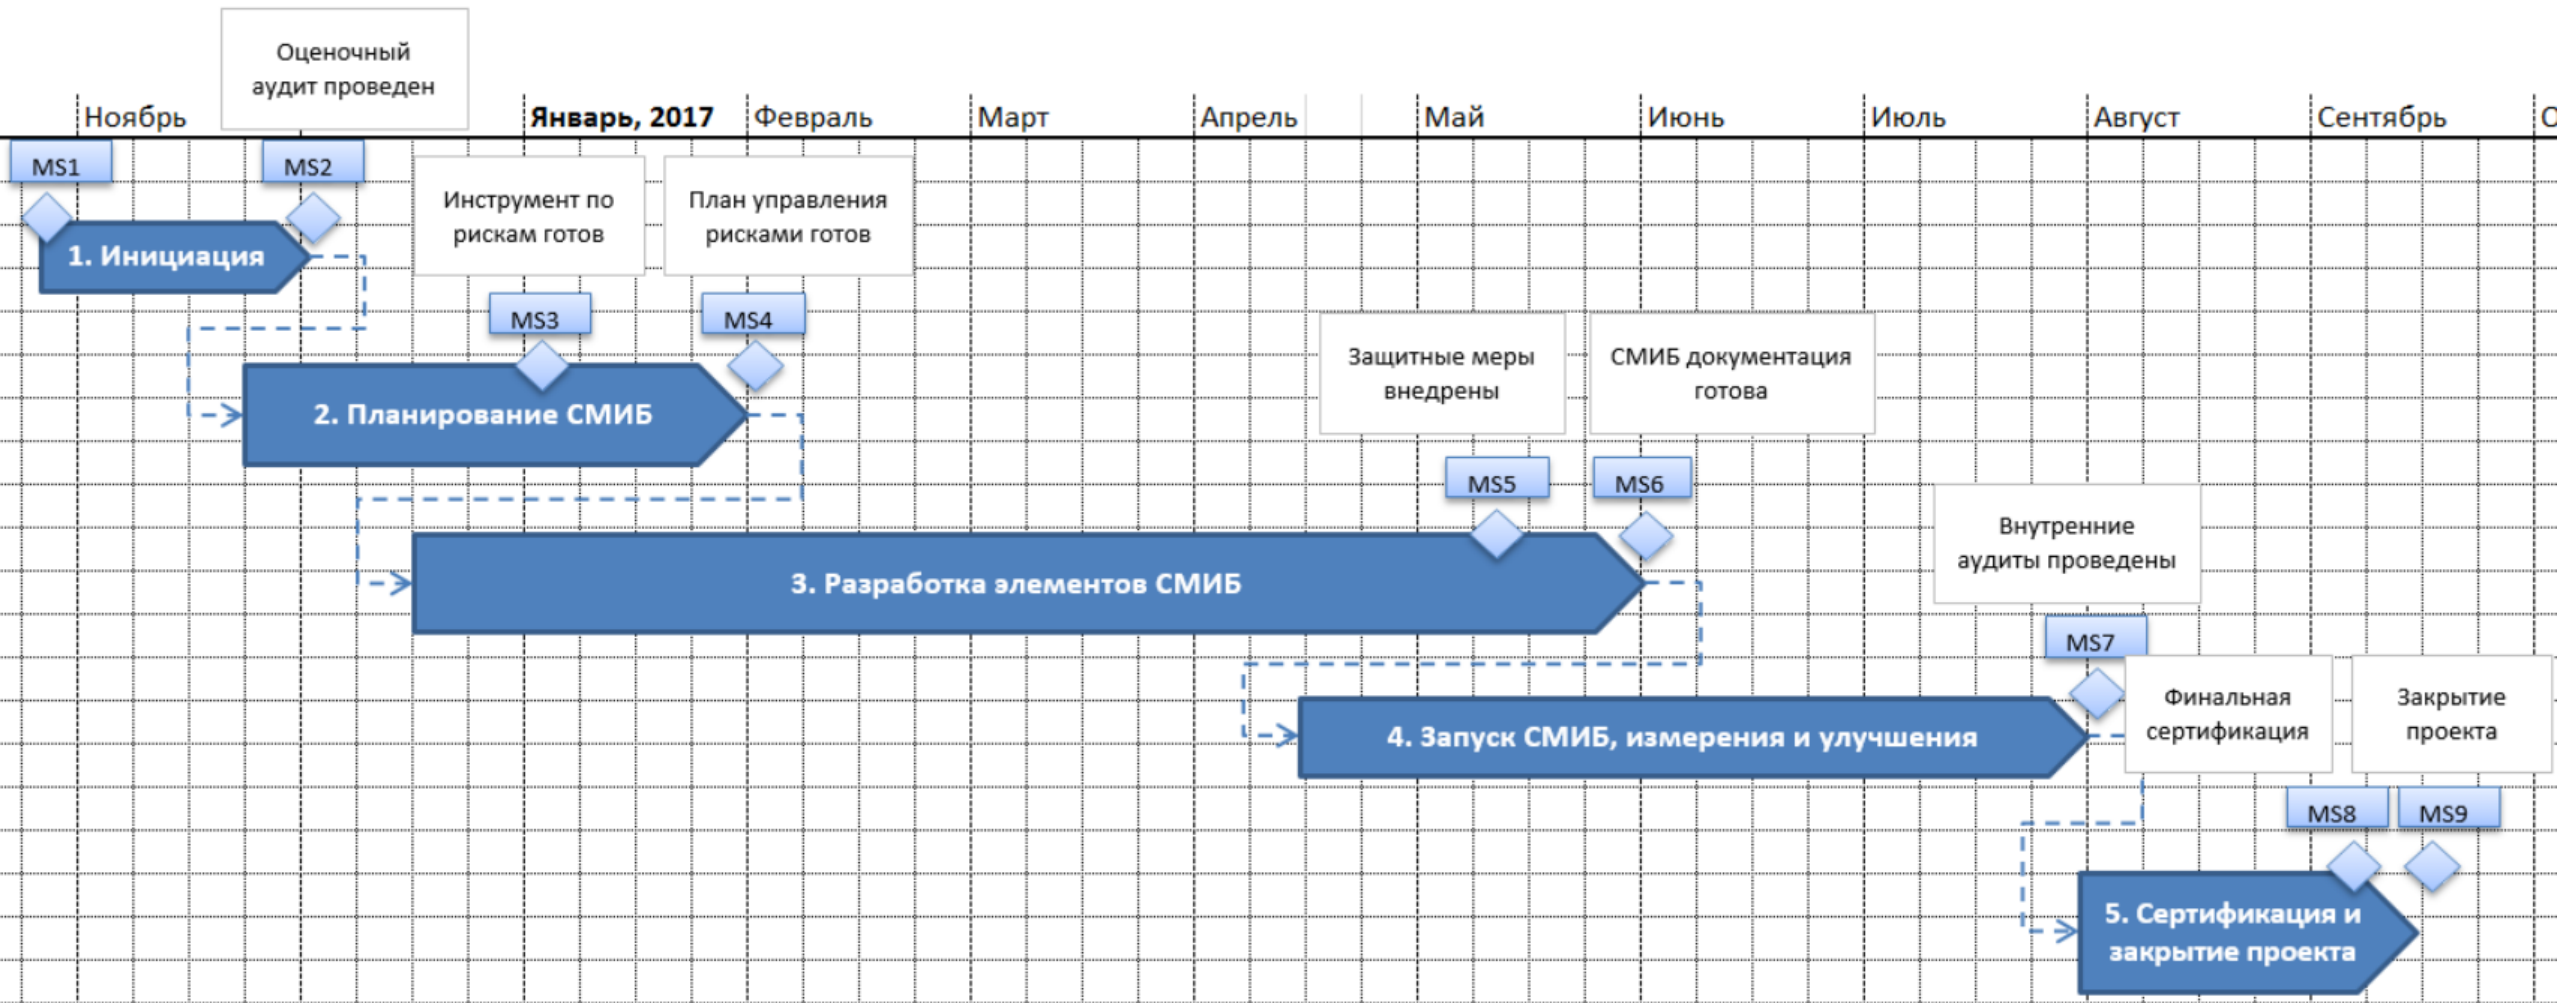 Оценочный
аудит проведен
Ноябрь
Январь, 2017
Февраль
Март
Апрель
Май
Июнь
Июль
Август
Сентябрь
О
MS1
MS2
1. Инициация
Инструмент по
рискам готов
План управления
рисками готов
MS3
MS4
2. Планирование СМИБ
Защитные меры
внедрены
СМИБ документация
готова
MS5
MS6
3. Разработка элементов СМИБ
Внутренние
аудиты проведены
MS7
4. Запуск СМИБ, измерения и улучшения
Финальная
сертификация
Закрытие
проекта
MS8
MS9
5. Сертификация и
закрытие проекта